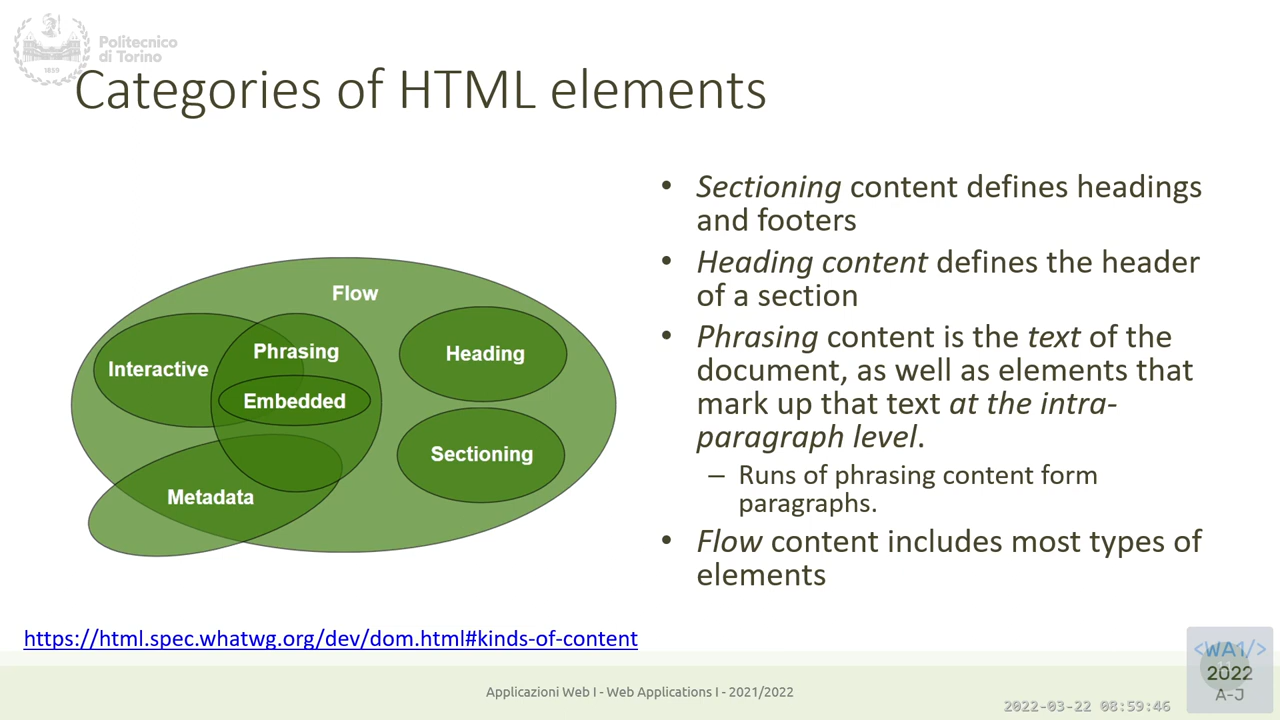 Politecnico
di Torino
1859
Categories of HTML elements
• Sectioning content defines headings
and footers
• Heading content defines the header
of a section
• Phrasing content is the text of the
document, as well as elements that
mark up that text at the intra-
paragraph level.
– Runs of phrasing content form
paragraphs.
• Flow content includes most types of
elements
Flow
Interactive
Phrasing
Embedded
Heading
Sectioning
Metadata
https://html.spec.whatwg.org/dev/dom.html#kinds-of-content
Applicazioni Web I - Web Applications I - 2021/2022
2022-03-22 08:59:46
<WA1/>
2022
A-J